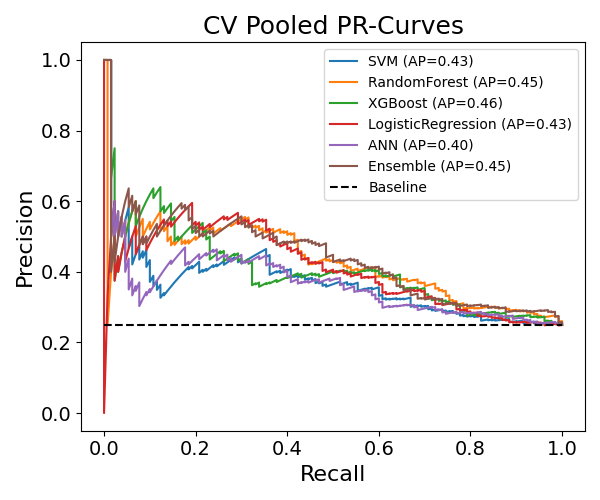 CV Pooled PR-Curves
Precision
1.0
0.8
0.6
0.4
0.2
0.0
SVM (AP=0.43)
RandomForest (AP=0.45)
XGBoost (AP=0.46)
LogisticRegression (AP=0.43)
ANN (AP=0.40)
Ensemble (AP=0.45)
Baseline
0.0 0.2 0.4 0.6 0.8 1.0
Recall